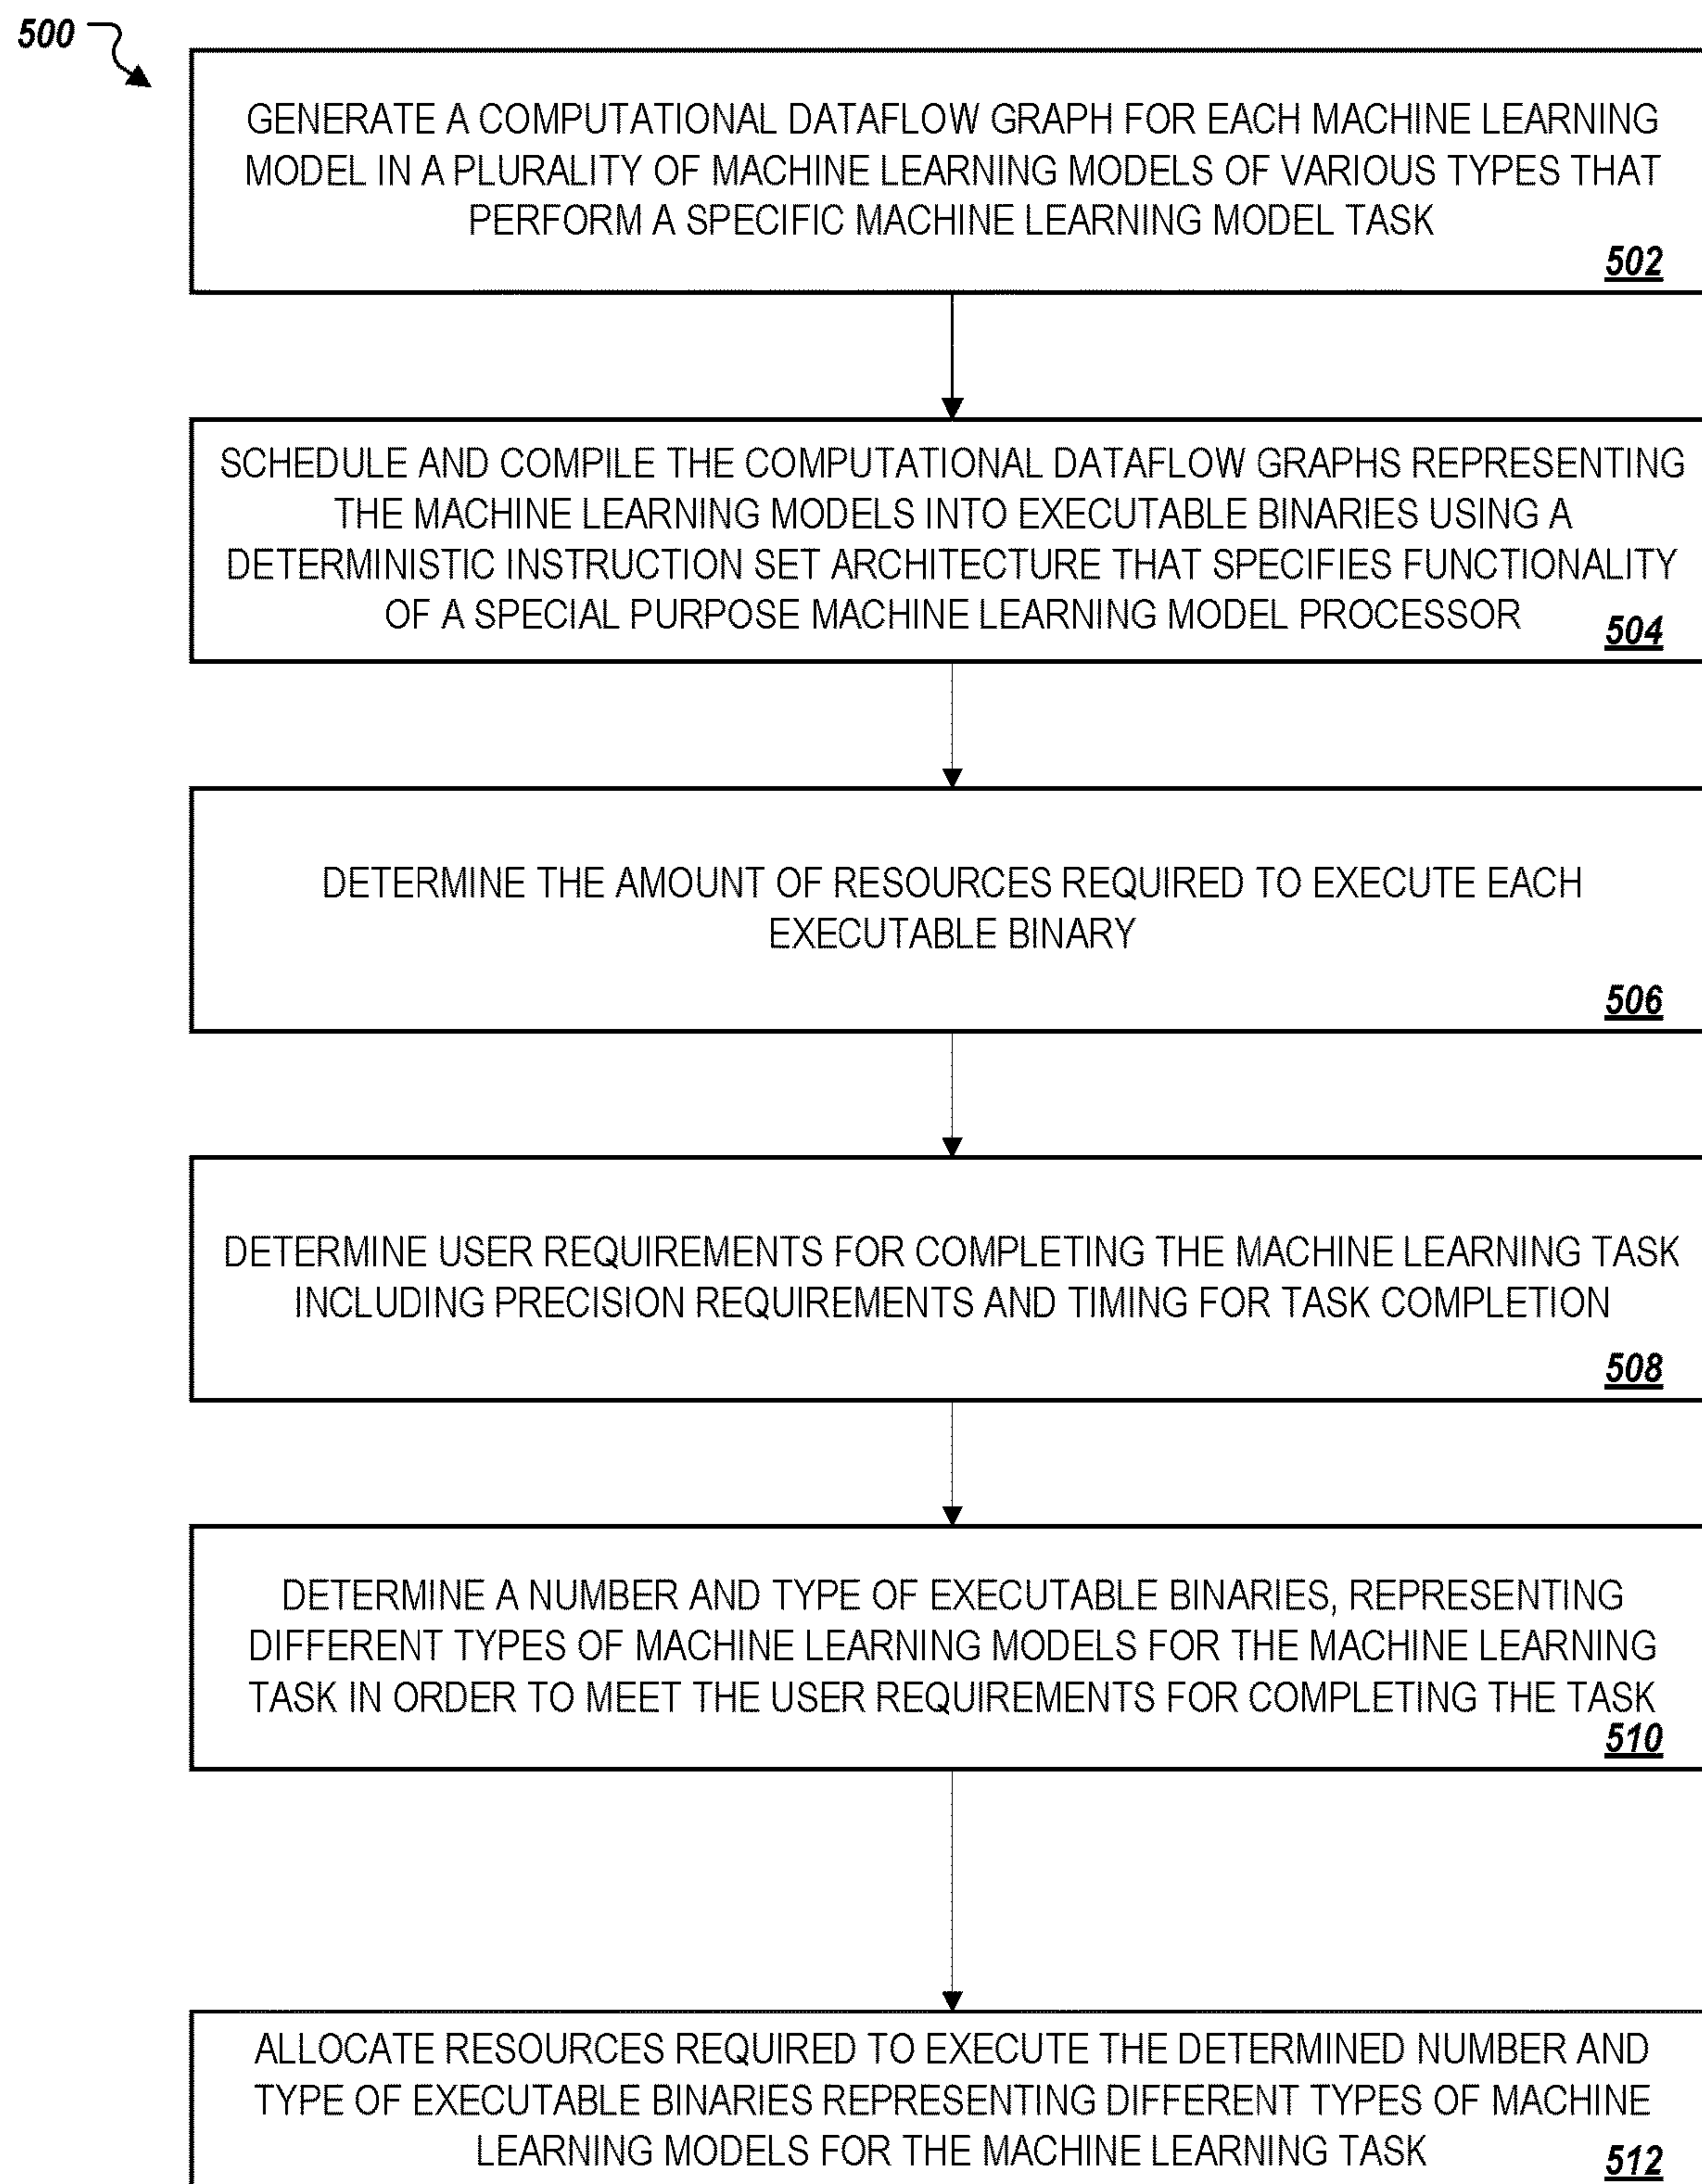 500
GENERATE A COMPUTATIONAL DATAFLOW GRAPH FOR EACH MACHINE LEARNING
MODEL IN A PLURALITY OF MACHINE LEARNING MODELS OF VARIOUS TYPES THAT
PERFORM A SPECIFIC MACHINE LEARNING MODEL TASK
502
SCHEDULE AND COMPILE THE COMPUTATIONAL DATAFLOW GRAPHS REPRESENTING
THE MACHINE LEARNING MODELS INTO EXECUTABLE BINARIES USING A
DETERMINISTIC INSTRUCTION SET ARCHITECTURE THAT SPECIFIES FUNCTIONALITY
OF A SPECIAL PURPOSE MACHINE LEARNING MODEL PROCESSOR
504
DETERMINE THE AMOUNT OF RESOURCES REQUIRED TO EXECUTE EACH
EXECUTABLE BINARY
506
DETERMINE USER REQUIREMENTS FOR COMPLETING THE MACHINE LEARNING TASK
INCLUDING PRECISION REQUIREMENTS AND TIMING FOR TASK COMPLETION
508
DETERMINE A NUMBER AND TYPE OF EXECUTABLE BINARIES, REPRESENTING
DIFFERENT TYPES OF MACHINE LEARNING MODELS FOR THE MACHINE LEARNING
TASK IN ORDER TO MEET THE USER REQUIREMENTS FOR COMPLETING THE TASK
510
ALLOCATE RESOURCES REQUIRED TO EXECUTE THE DETERMINED NUMBER AND
TYPE OF EXECUTABLE BINARIES REPRESENTING DIFFERENT TYPES OF MACHINE
LEARNING MODELS FOR THE MACHINE LEARNING TASK
512